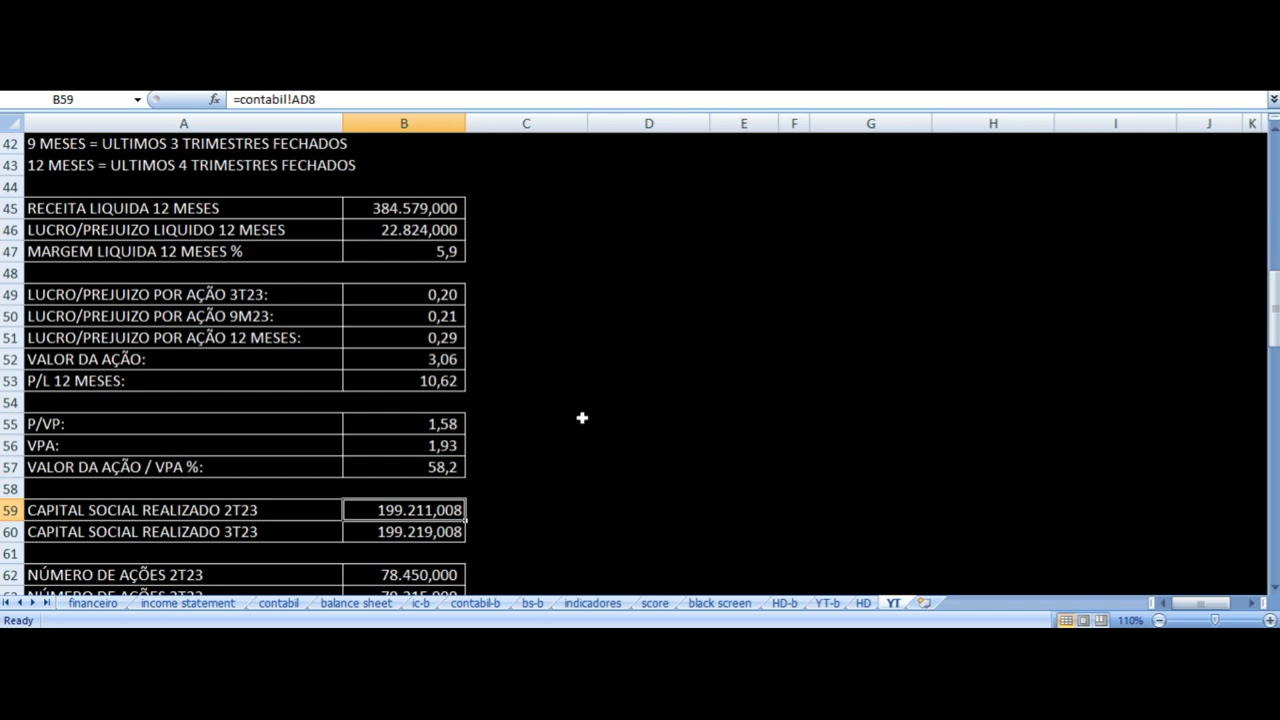 B59 fx =contabil!AD8
A B C D E F G H I J K
42 9 MESES = ULTIMOS 3 TRIMESTRES FECHADOS
43 12 MESES = ULTIMOS 4 TRIMESTRES FECHADOS
44
45 RECEITA LIQUIDA 12 MESES 384.579,000
46 LUCRO/PREJUIZO LIQUIDO 12 MESES 22.824,000
47 MARGEM LIQUIDA 12 MESES % 5,9
48
49 LUCRO/PREJUIZO POR AÇÃO 3T23: 0,20
50 LUCRO/PREJUIZO POR AÇÃO 9M23: 0,21
51 LUCRO/PREJUIZO POR AÇÃO 12 MESES: 0,29
52 VALOR DA AÇÃO: 3,06
53 P/L 12 MESES: 10,62
54
55 P/VP: 1,58
56 VPA: 1,93
57 VALOR DA AÇÃO / VPA %: 58,2
58
59 CAPITAL SOCIAL REALIZADO 2T23 199.211,008
60 CAPITAL SOCIAL REALIZADO 3T23 199.219,008
61
62 NÚMERO DE AÇÕES 2T23 78.450,000
financeiro income statement contabil balance sheet ic-b contabil-b bs-b indicadores score black screen HD-b YT-b HD YT
Ready 110%